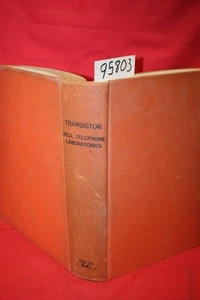 95803
TRANSISTOR
BELL TELEPHONE
LABORATORIES